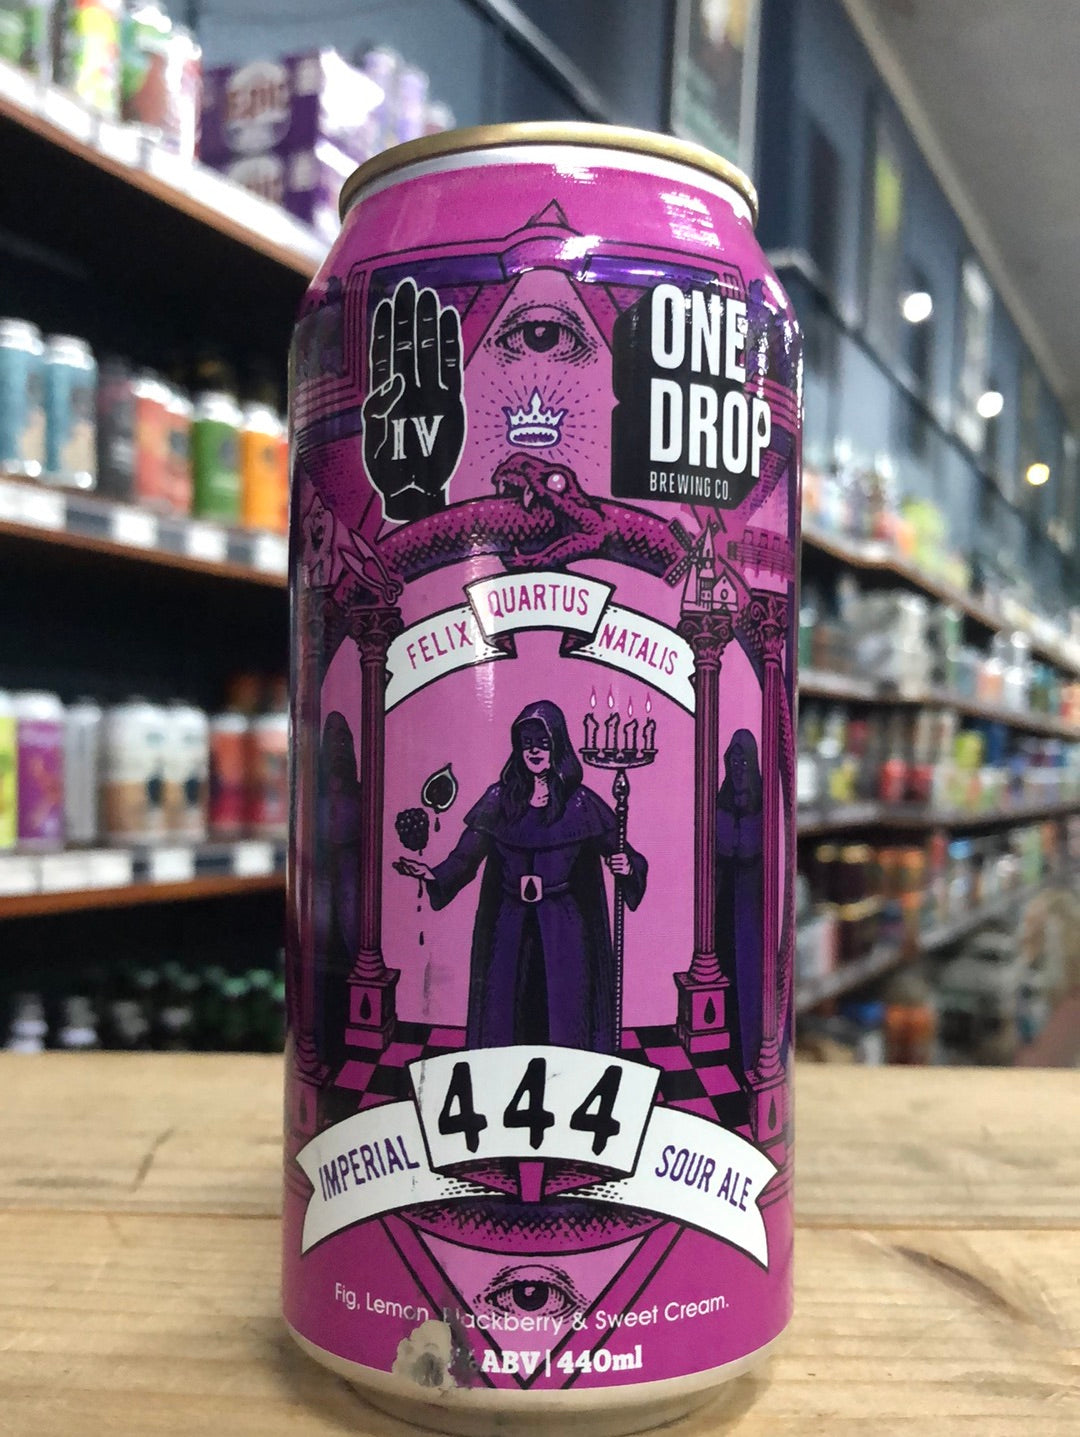 EPIC
IV
ONE
DROP
BREWING CO.
FELIX QUARTUS NATALIS
444
IMPERIAL SOUR ALE
Fig, Lemon, Blackberry & Sweet Cream.
ABV | 440ml